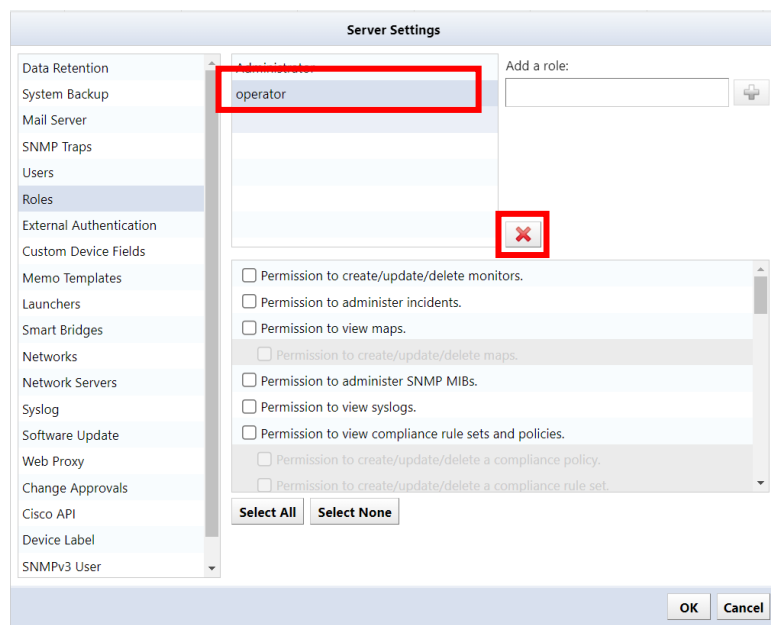 Server Settings
Data Retention
System Backup
Mail Server
SNMP Traps
Users
Roles
External Authentication
Custom Device Fields
Memo Templates
Launchers
Smart Bridges
Networks
Network Servers
Syslog
Software Update
Web Proxy
Change Approvals
Cisco API
Device Label
SNMPv3 User
Administrator
operator
Add a role:
Permission to create/update/delete monitors.
Permission to administer incidents.
Permission to view maps.
Permission to create/update/delete maps.
Permission to administer SNMP MIBs.
Permission to view syslogs.
Permission to view compliance rule sets and policies.
Permission to create/update/delete a compliance policy.
Permission to create/update/delete a compliance rule set.
Select All
Select None
OK
Cancel